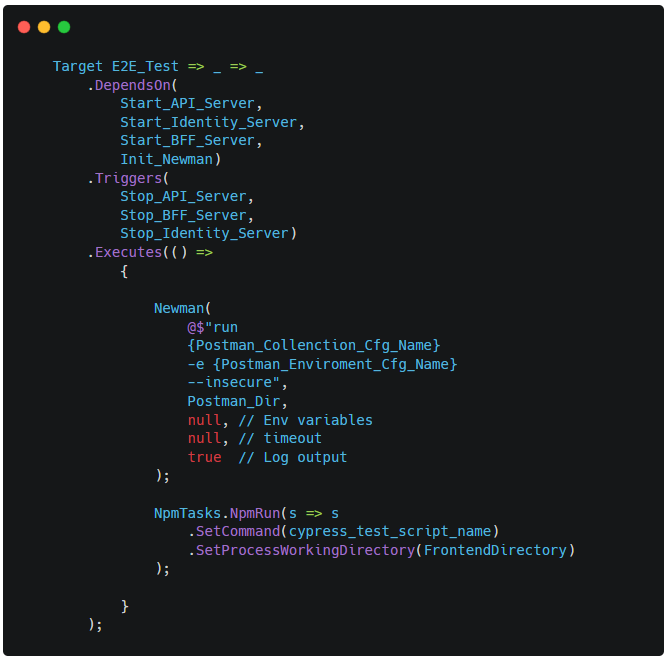 Target E2E_Test => _ => _
.DependsOn(
Start_API_Server,
Start_Identity_Server,
Start_BFF_Server,
Init_Newman)
.Triggers(
Stop_API_Server,
Stop_BFF_Server,
Stop_Identity_Server)
.Executes(() =>
{
Newman(
@$"run
{Postman_Collenction_Cfg_Name}
-e {Postman_Enviroment_Cfg_Name}
--insecure",
Postman_Dir,
null, // Env variables
null, // timeout
true  // Log output
);
NpmTasks.NpmRun(s => s
.SetCommand(cypress_test_script_name)
.SetProcessWorkingDirectory(FrontendDirectory)
);
}
);